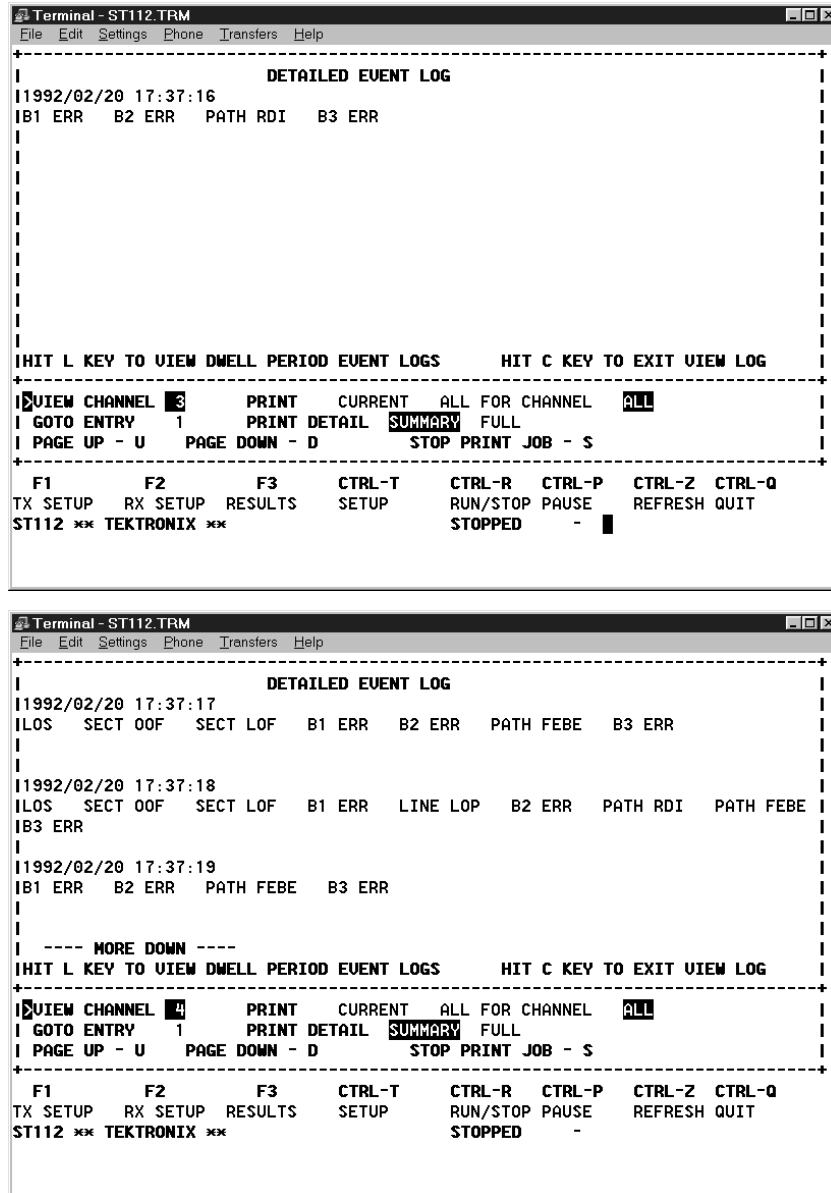 Terminal - ST112.TRM
File Edit Settings Phone Transfers Help
DETAILED EVENT LOG
1992/02/20 17:37:16
B1 ERR B2 ERR PATH RDI B3 ERR
HIT L KEY TO VIEW DWELL PERIOD EVENT LOGS HIT C KEY TO EXIT VIEW LOG
>VIEW CHANNEL 3 PRINT CURRENT ALL FOR CHANNEL ALL
GOTO ENTRY 1 PRINT DETAIL SUMMARY FULL
PAGE UP - U PAGE DOWN - D STOP PRINT JOB - S
F1 F2 F3 CTRL-T CTRL-R CTRL-P CTRL-Z CTRL-Q
TX SETUP RX SETUP RESULTS SETUP RUN/STOP PAUSE REFRESH QUIT
ST112 ** TEKTRONIX ** STOPPED -
Terminal - ST112.TRM
File Edit Settings Phone Transfers Help
DETAILED EVENT LOG
1992/02/20 17:37:17
LOS SECT OOF SECT LOF B1 ERR B2 ERR PATH FEBE B3 ERR
1992/02/20 17:37:18
LOS SECT OOF SECT LOF B1 ERR LINE LOP B2 ERR PATH RDI PATH FEBE
B3 ERR
1992/02/20 17:37:19
B1 ERR B2 ERR PATH FEBE B3 ERR
---- MORE DOWN ----
HIT L KEY TO VIEW DWELL PERIOD EVENT LOGS HIT C KEY TO EXIT VIEW LOG
>VIEW CHANNEL 4 PRINT CURRENT ALL FOR CHANNEL ALL
GOTO ENTRY 1 PRINT DETAIL SUMMARY FULL
PAGE UP - U PAGE DOWN - D STOP PRINT JOB - S
F1 F2 F3 CTRL-T CTRL-R CTRL-P CTRL-Z CTRL-Q
TX SETUP RX SETUP RESULTS SETUP RUN/STOP PAUSE REFRESH QUIT
ST112 ** TEKTRONIX ** STOPPED -